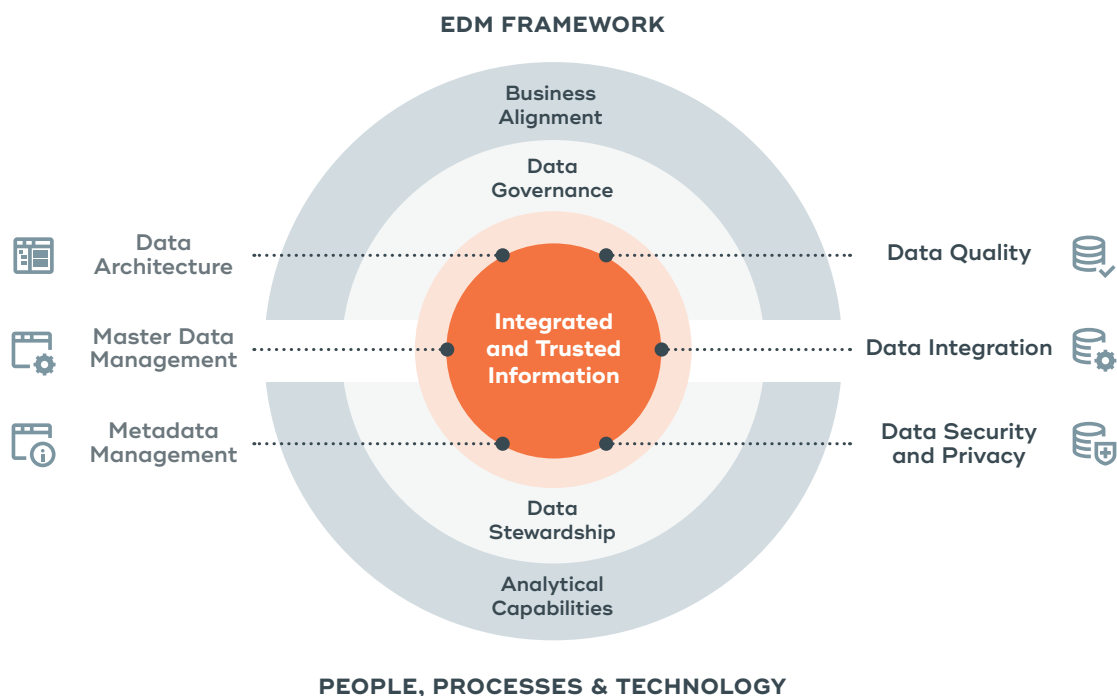 EDM FRAMEWORK
Business
Alignment
Data
Governance
Data
Architecture
Data Quality
Master Data
Management
Integrated
and Trusted
Information
Data Integration
Metadata
Management
Data Security
and Privacy
Data
Stewardship
Analytical
Capabilities
PEOPLE, PROCESSES & TECHNOLOGY